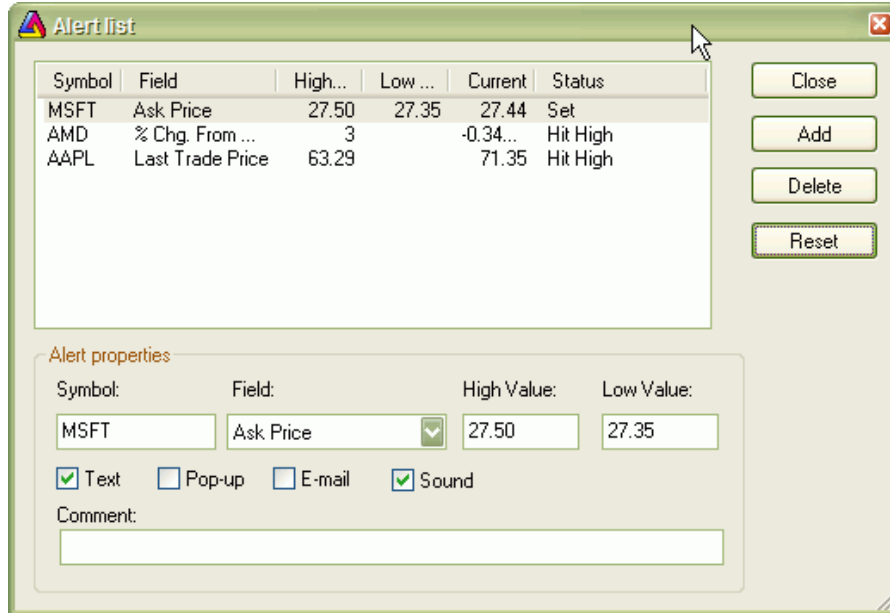 Alert list
Symbol Field High... Low ... Current Status
MSFT Ask Price 27.50 27.35 27.44 Set
AMD % Chg. From ... 3 -0.34... Hit High
AAPL Last Trade Price 63.29 71.35 Hit High
Close
Add
Delete
Reset
Alert properties
Symbol: Field: High Value: Low Value:
MSFT Ask Price 27.50 27.35
Text Pop-up E-mail Sound
Comment: